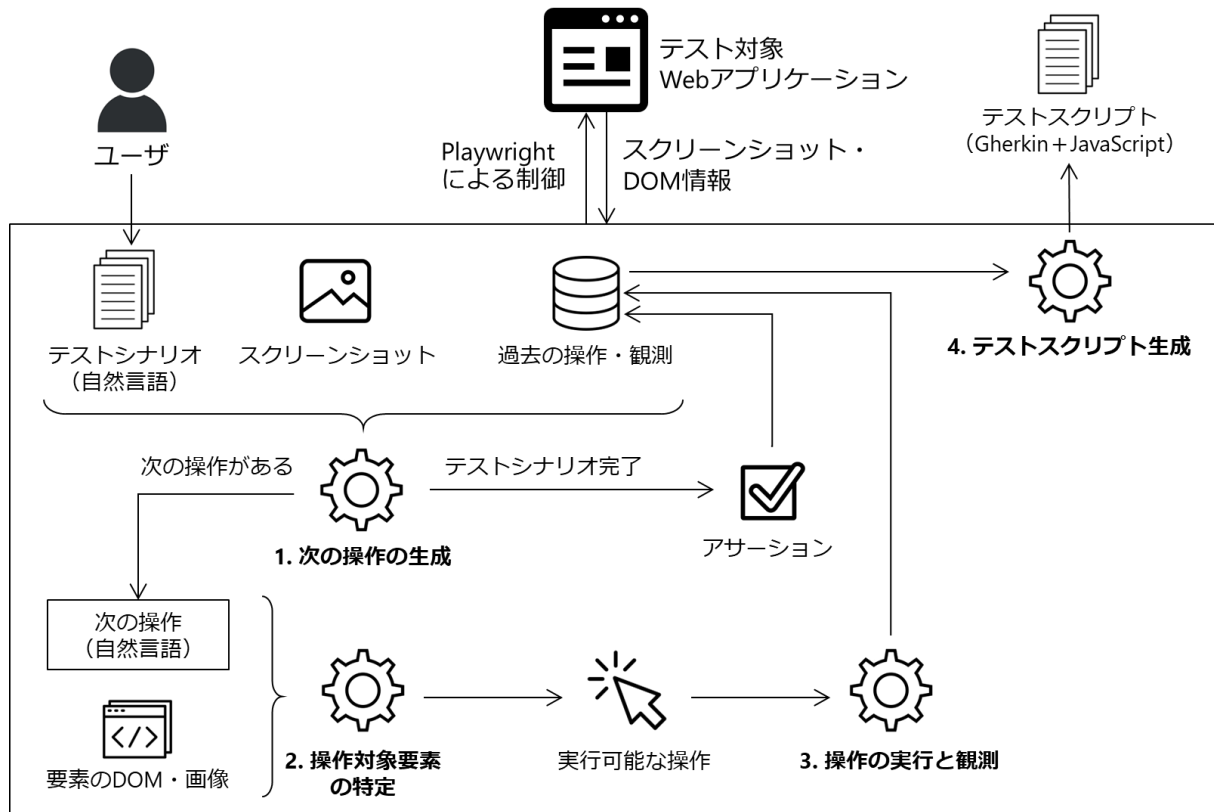 ユーザ
テスト対象
Webアプリケーション
テストスクリプト
（Gherkin＋JavaScript）
Playwright
による制御
スクリーンショット・
DOM情報
テストシナリオ
（自然言語）
スクリーンショット
過去の操作・観測
4. テストスクリプト生成
次の操作がある
テストシナリオ完了
1. 次の操作の生成
アサーション
次の操作
（自然言語）
要素のDOM・画像
2. 操作対象要素
の特定
実行可能な操作
3. 操作の実行と観測